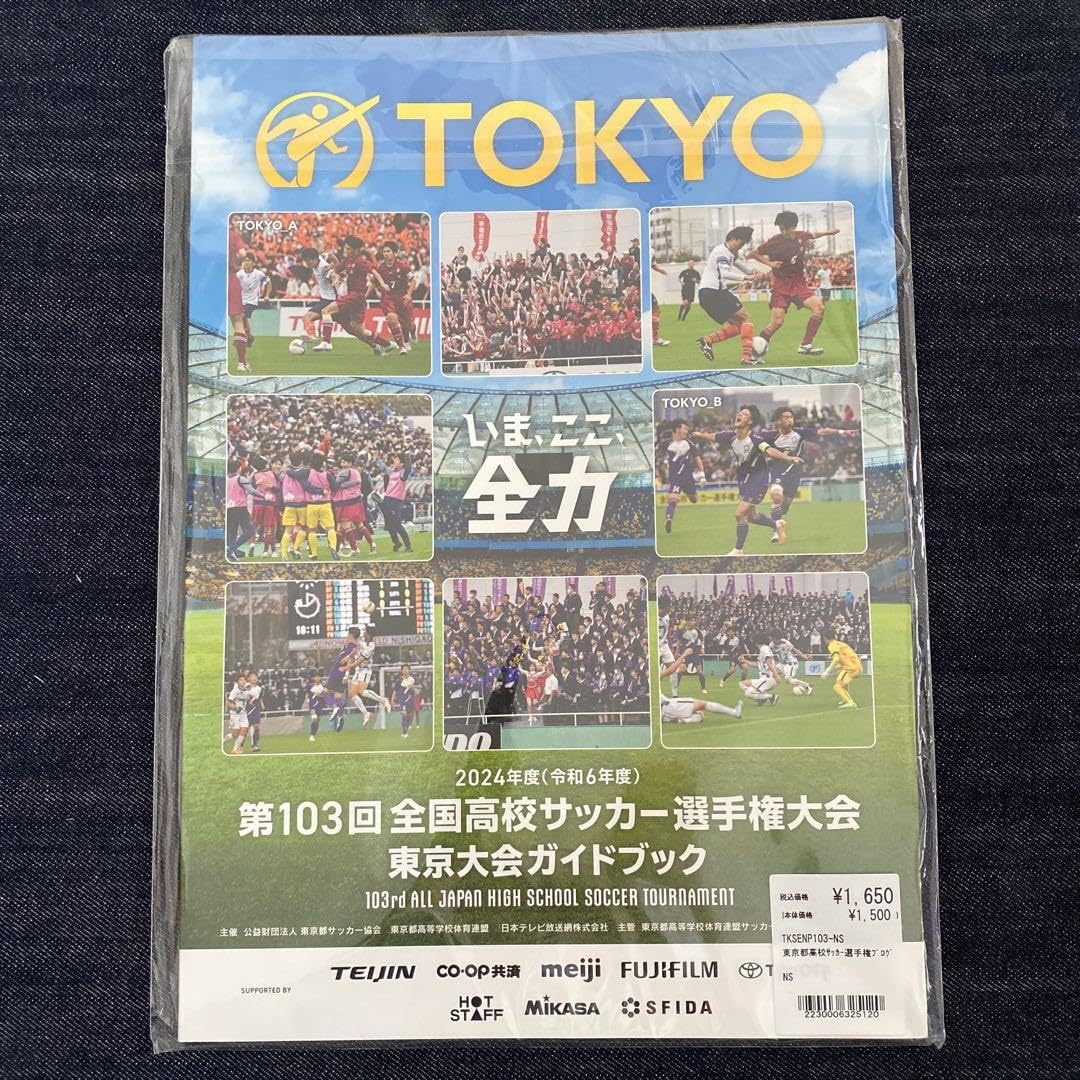 TOKYO
TOKYO_A
いま、ここ、
全力
TOKYO_B
18:11
NISHIGAO
第103回 全国高校サッカー選手権大会
2024年度(令和6年度)
東京大会ガイドブック
103rd ALL JAPAN HIGH SCHOOL SOCCER TOURNAMENT
主催 公益財団法人 東京都サッカー協会 東京都高等学校体育連盟 日本テレビ放送網株式会社 主管 東京都高等学校体育連盟サッカー
SUPPORTED BY
TEIJIN CO·OP共済 meiji FUJIFILM
HOT STAFF MIKASA SFIDA
税込価格 ¥1,650
(本体価格 ¥1,500 )
TKSENP103-NS
東京都高校ｻｯｶｰ選手権ﾌﾟﾛｸﾞ
NS
2230006325120